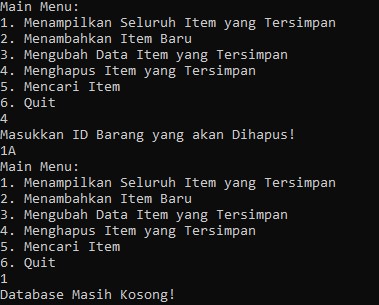 Main Menu:
1. Menampilkan Seluruh Item yang Tersimpan
2. Menambahkan Item Baru
3. Mengubah Data Item yang Tersimpan
4. Menghapus Item yang Tersimpan
5. Mencari Item
6. Quit
4
Masukkan ID Barang yang akan Dihapus!
1A
Main Menu:
1. Menampilkan Seluruh Item yang Tersimpan
2. Menambahkan Item Baru
3. Mengubah Data Item yang Tersimpan
4. Menghapus Item yang Tersimpan
5. Mencari Item
6. Quit
1
Database Masih Kosong!